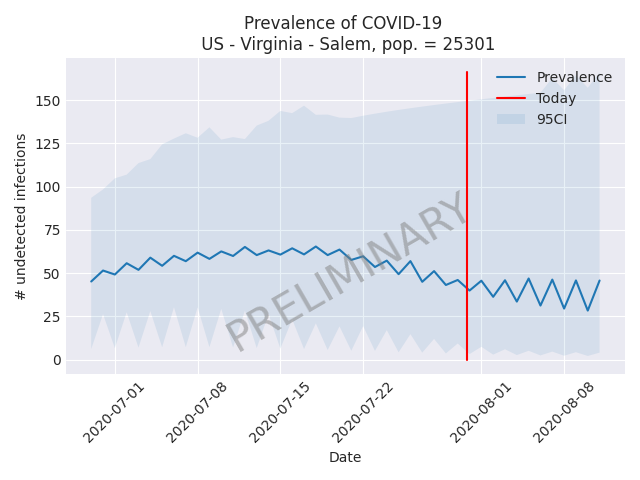 Prevalence of COVID-19
US - Virginia - Salem, pop. = 25301
Prevalence
Today
95CI
150
125
100
75
50
25
0
# undetected infections
PRELIMINARY
2020-07-01
2020-07-08
2020-07-15
2020-07-22
2020-08-01
2020-08-08
Date